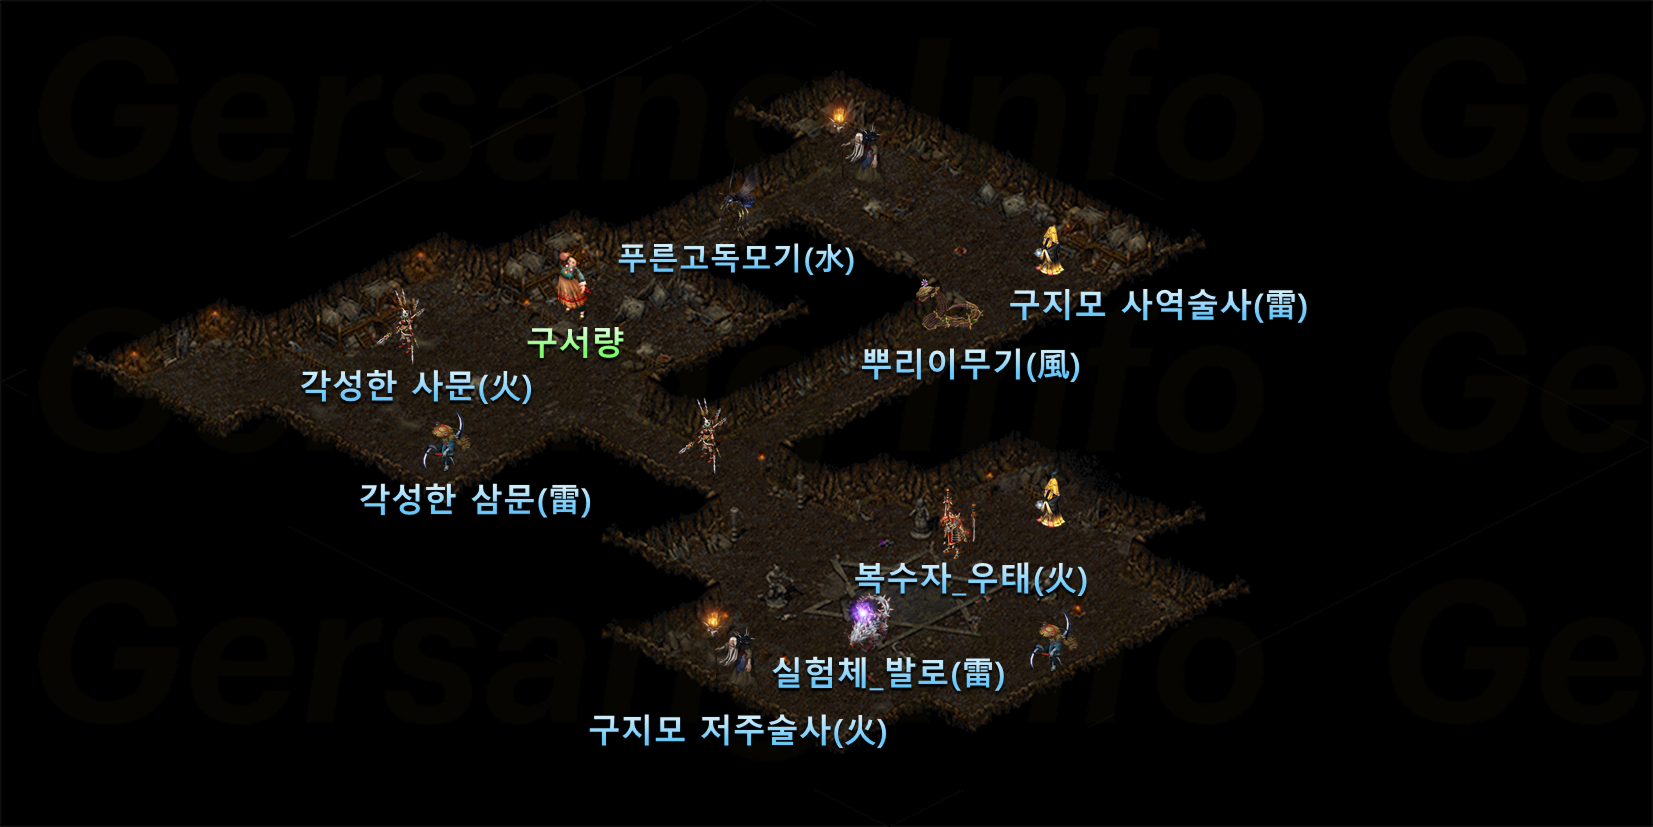 Gersang Info
푸른고독모기(水)
구지모 사역술사(雷)
구서량
뿌리이무기(風)
각성한 사문(火)
각성한 삼문(雷)
복수자_우태(火)
실험체_발로(雷)
구지모 저주술사(火)